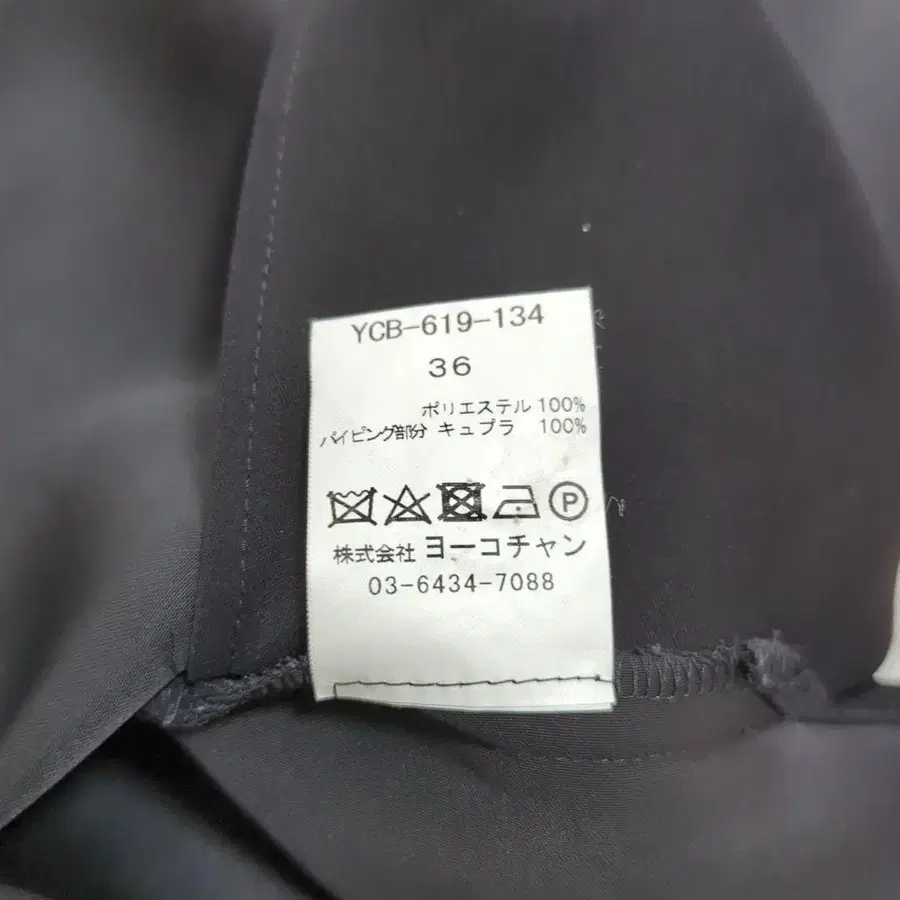 YCB-619-134
36
ポリエステル 100%
パイピング部分 キュプラ 100%
P
株式会社 ヨーコチャン
03-6434-7088